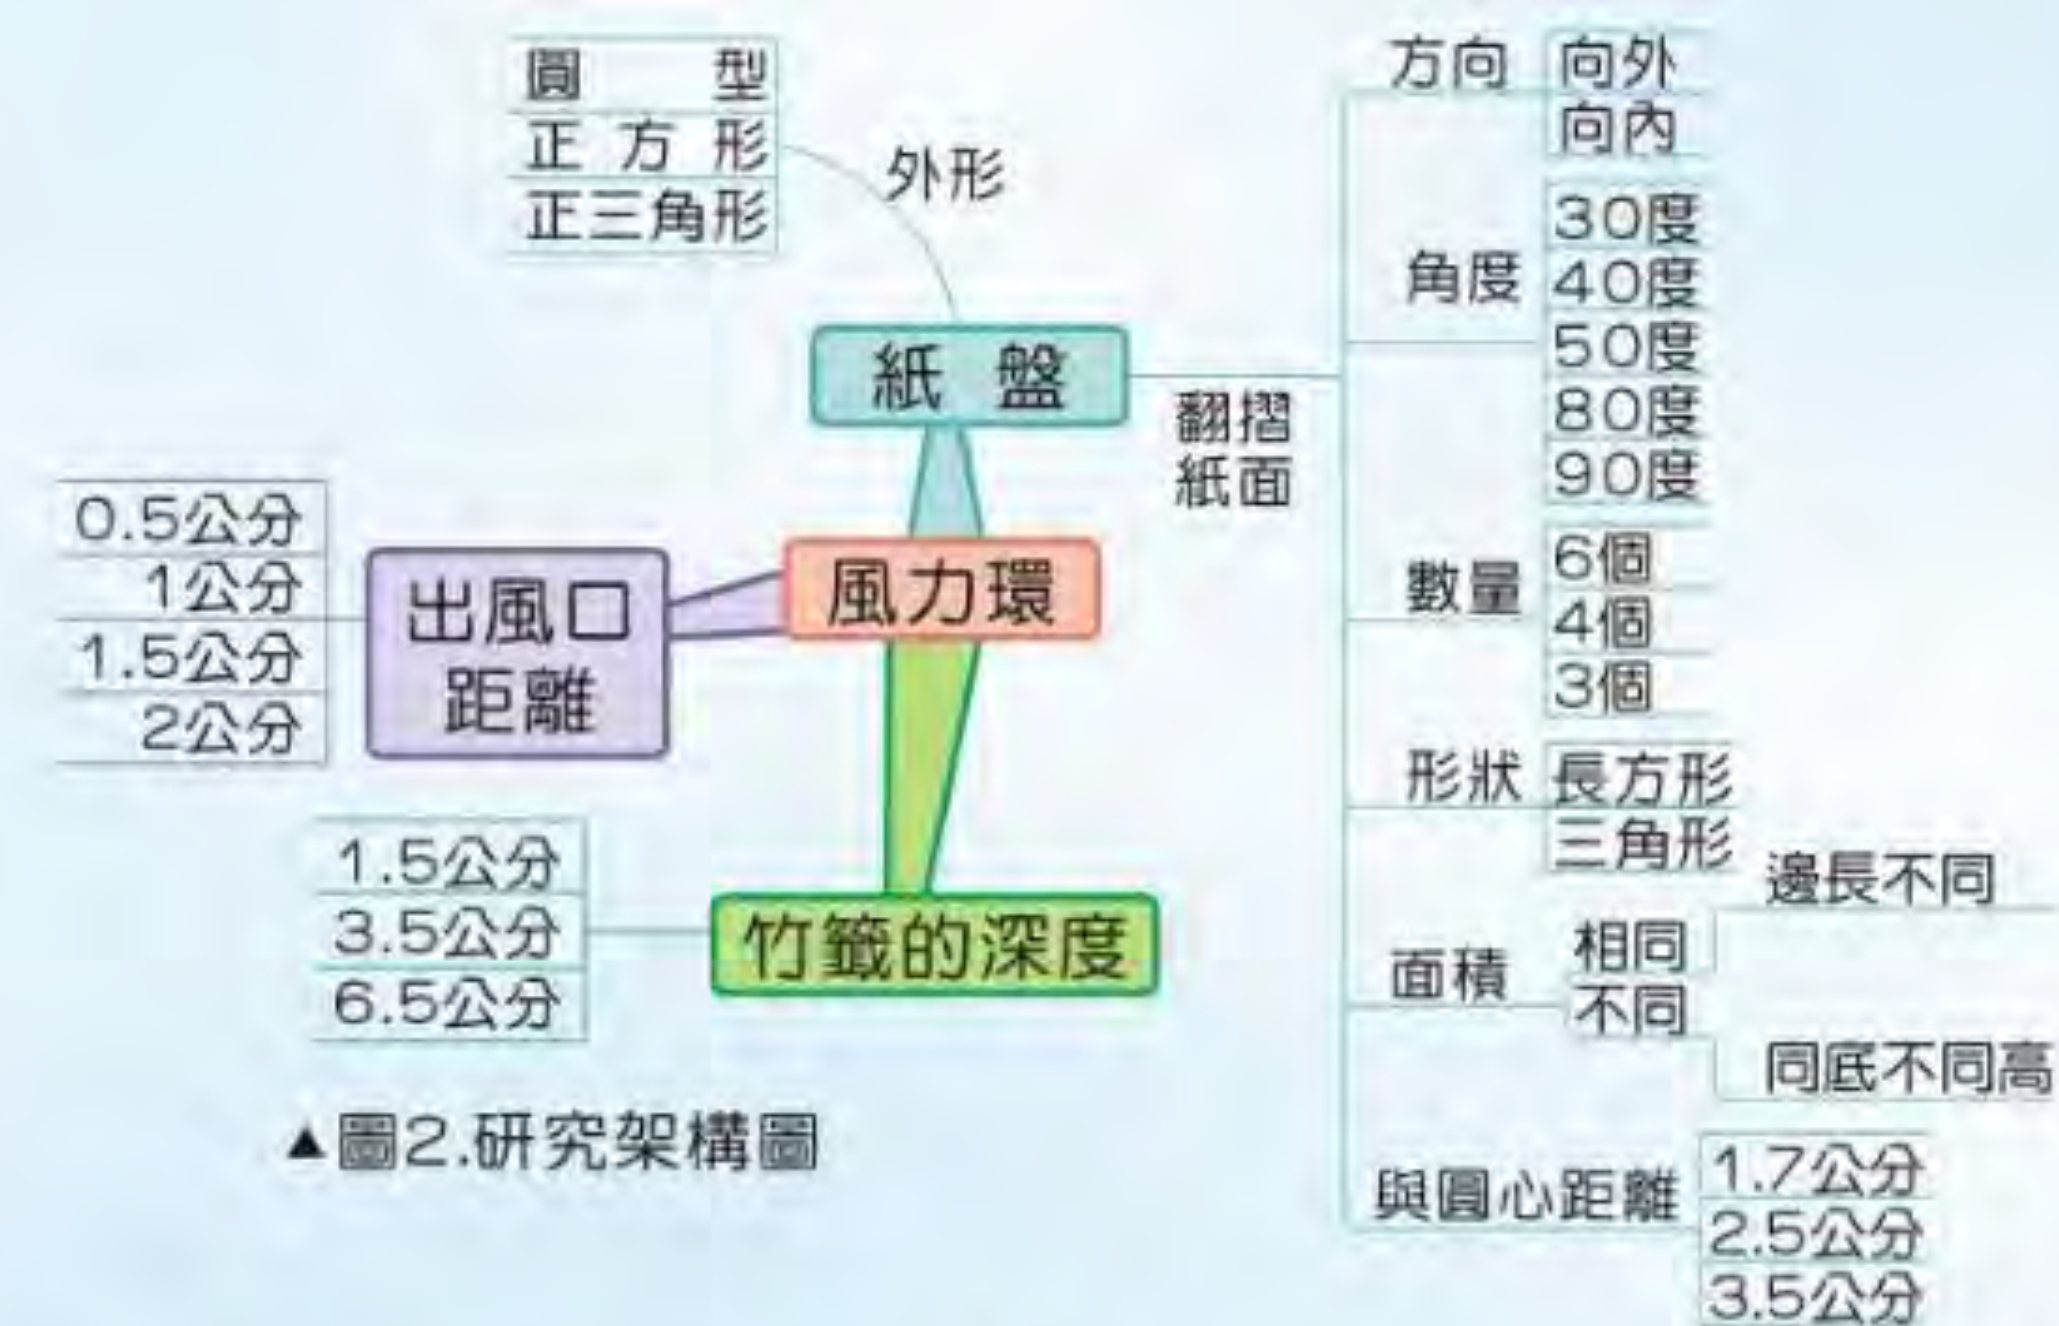 圓型
正方形
正三角形
外形
紙盤
翻摺
紙面
方向
向外
向內
角度
30度
40度
50度
80度
90度
數量
6個
4個
3個
形狀
長方形
三角形
面積
相同
不同
邊長不同
同底不同高
與圓心距離
1.7公分
2.5公分
3.5公分
風力環
出風口
距離
0.5公分
1公分
1.5公分
2公分
竹籤的深度
1.5公分
3.5公分
6.5公分
▲圖2.研究架構圖